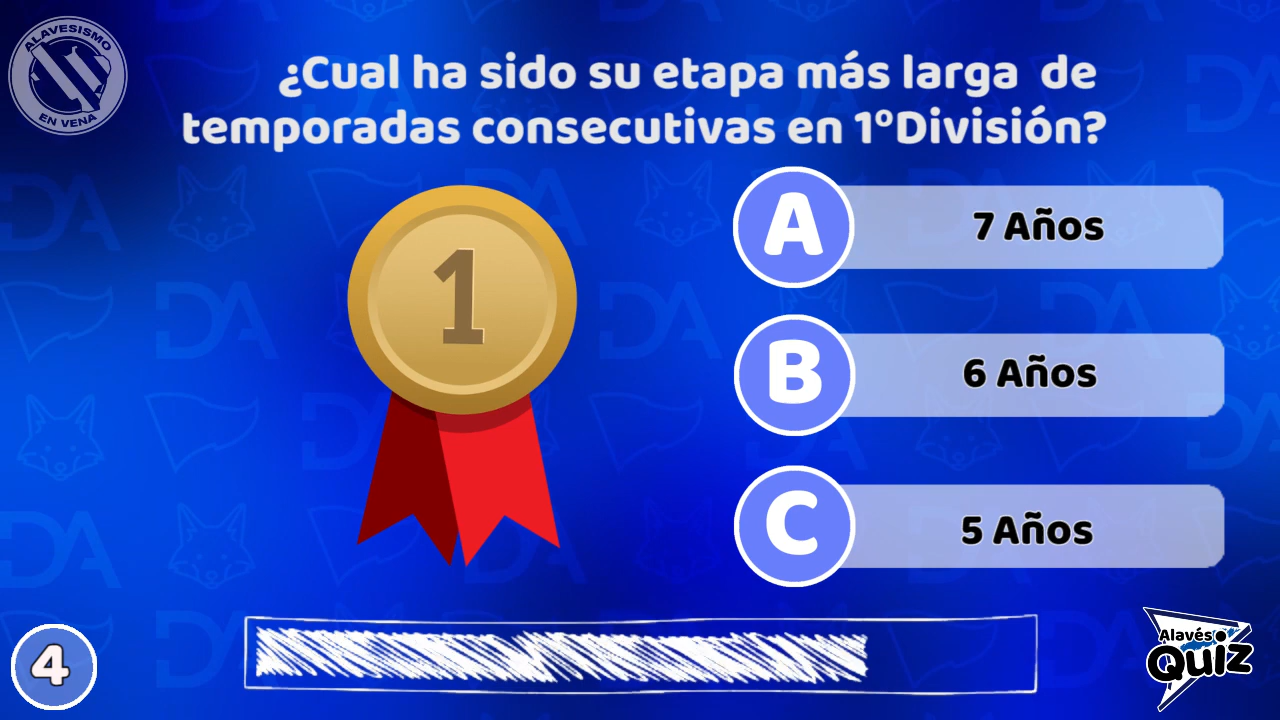 ALAVESISMO
EN VENA
¿Cual ha sido su etapa más larga de
temporadas consecutivas en 1ºDivisión?
1
A
7 Años
B
6 Años
C
5 Años
4
Alavés
Quiz